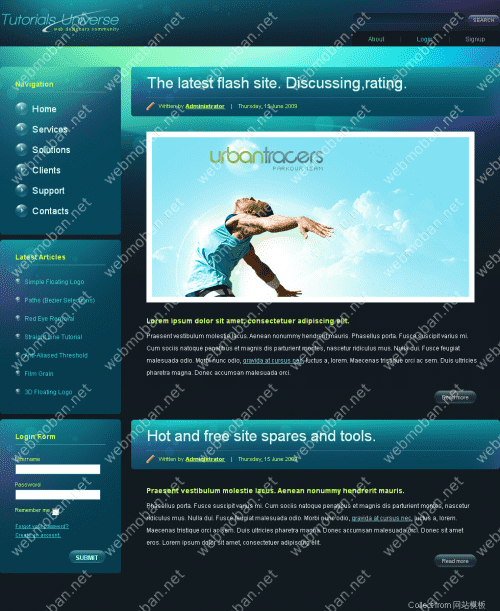 Tutorials Universe
web designers community
SEARCH
About | Login | Signup
Navigation
Home
Services
Solutions
Clients
Support
Contacts
Latest Articles
Simple Floating Logo
Paths (Bezier Selections)
Red Eye Removal
Straight Line Tutorial
Anti-Aliased Threshold
Film Grain
3D Floating Logo
Login Form
Username
Password
Remember me
Forgot your password?
Create an account.
SUBMIT
The latest flash site. Discussing,rating.
Written by Administrator | Thursday, 15 June 2009
urbantracers
PARKOUR TEAM
Lorem ipsum dolor sit amet, consectetuer adipiscing elit.
Praesent vestibulum molestie lacus. Aenean nonummy hendrerit mauris. Phasellus porta. Fusce suscipit varius mi.
Cum sociis natoque penatibus et magnis dis parturient montes, nascetur ridiculus mus. Nulla dui. Fusce feugiat
malesuada odio. Morbi nunc odio, gravida at cursus nec, luctus a, lorem. Maecenas tristique orci ac sem. Duis ultricies
pharetra magna. Donec accumsan malesuada orci.
Read more
Hot and free site spares and tools.
Written by Administrator | Thursday, 15 June 2009
Praesent vestibulum molestie lacus. Aenean nonummy hendrerit mauris.
Phasellus porta. Fusce suscipit varius mi. Cum sociis natoque penatibus et magnis dis parturient montes, nascetur
ridiculus mus. Nulla dui. Fusce feugiat malesuada odio. Morbi nunc odio, gravida at cursus nec, luctus a, lorem.
Maecenas tristique orci ac sem. Duis ultricies pharetra magna. Donec accumsan malesuada orci. Donec sit amet
eros. Lorem ipsum dolor sit amet, consectetuer adipiscing elit.
Read more
Collect from 网站模板
webmoban.net